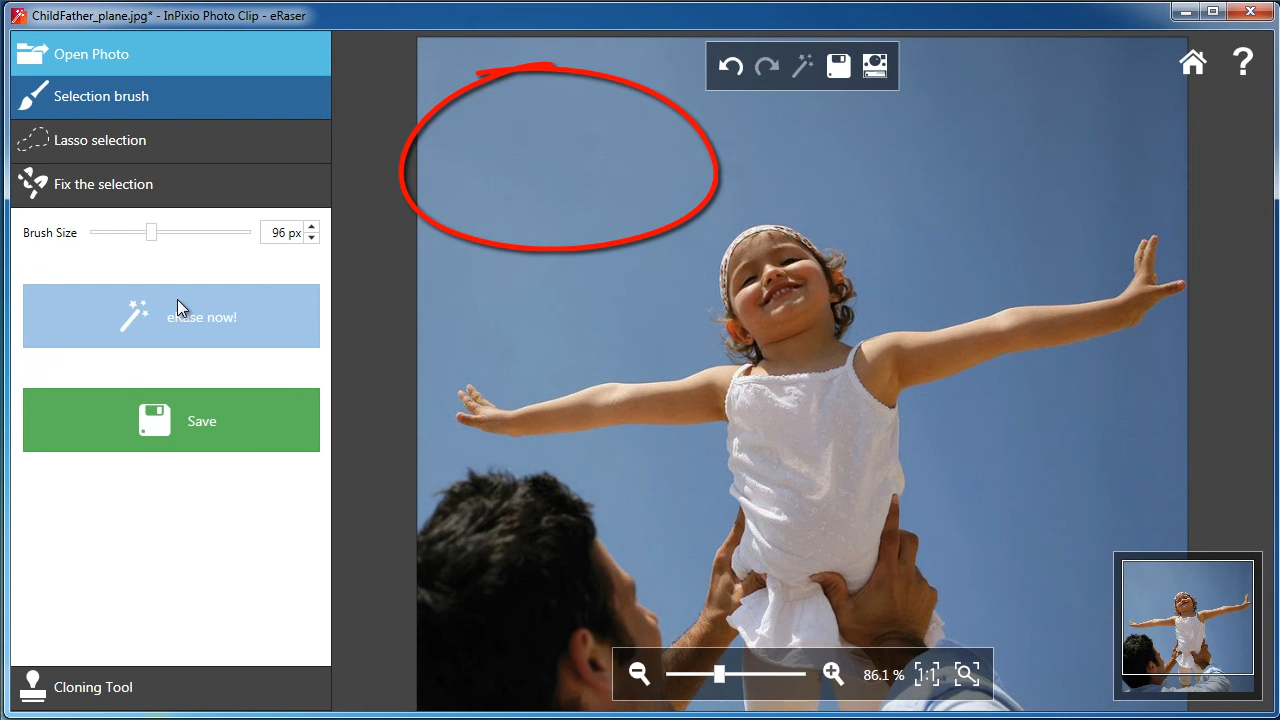 ChildFather_plane.jpg* - InPixio Photo Clip - eRaser
Open Photo
Selection brush
Lasso selection
Fix the selection
Brush Size
96 px
eRase now!
Save
Cloning Tool
?
86.1 %
1:1